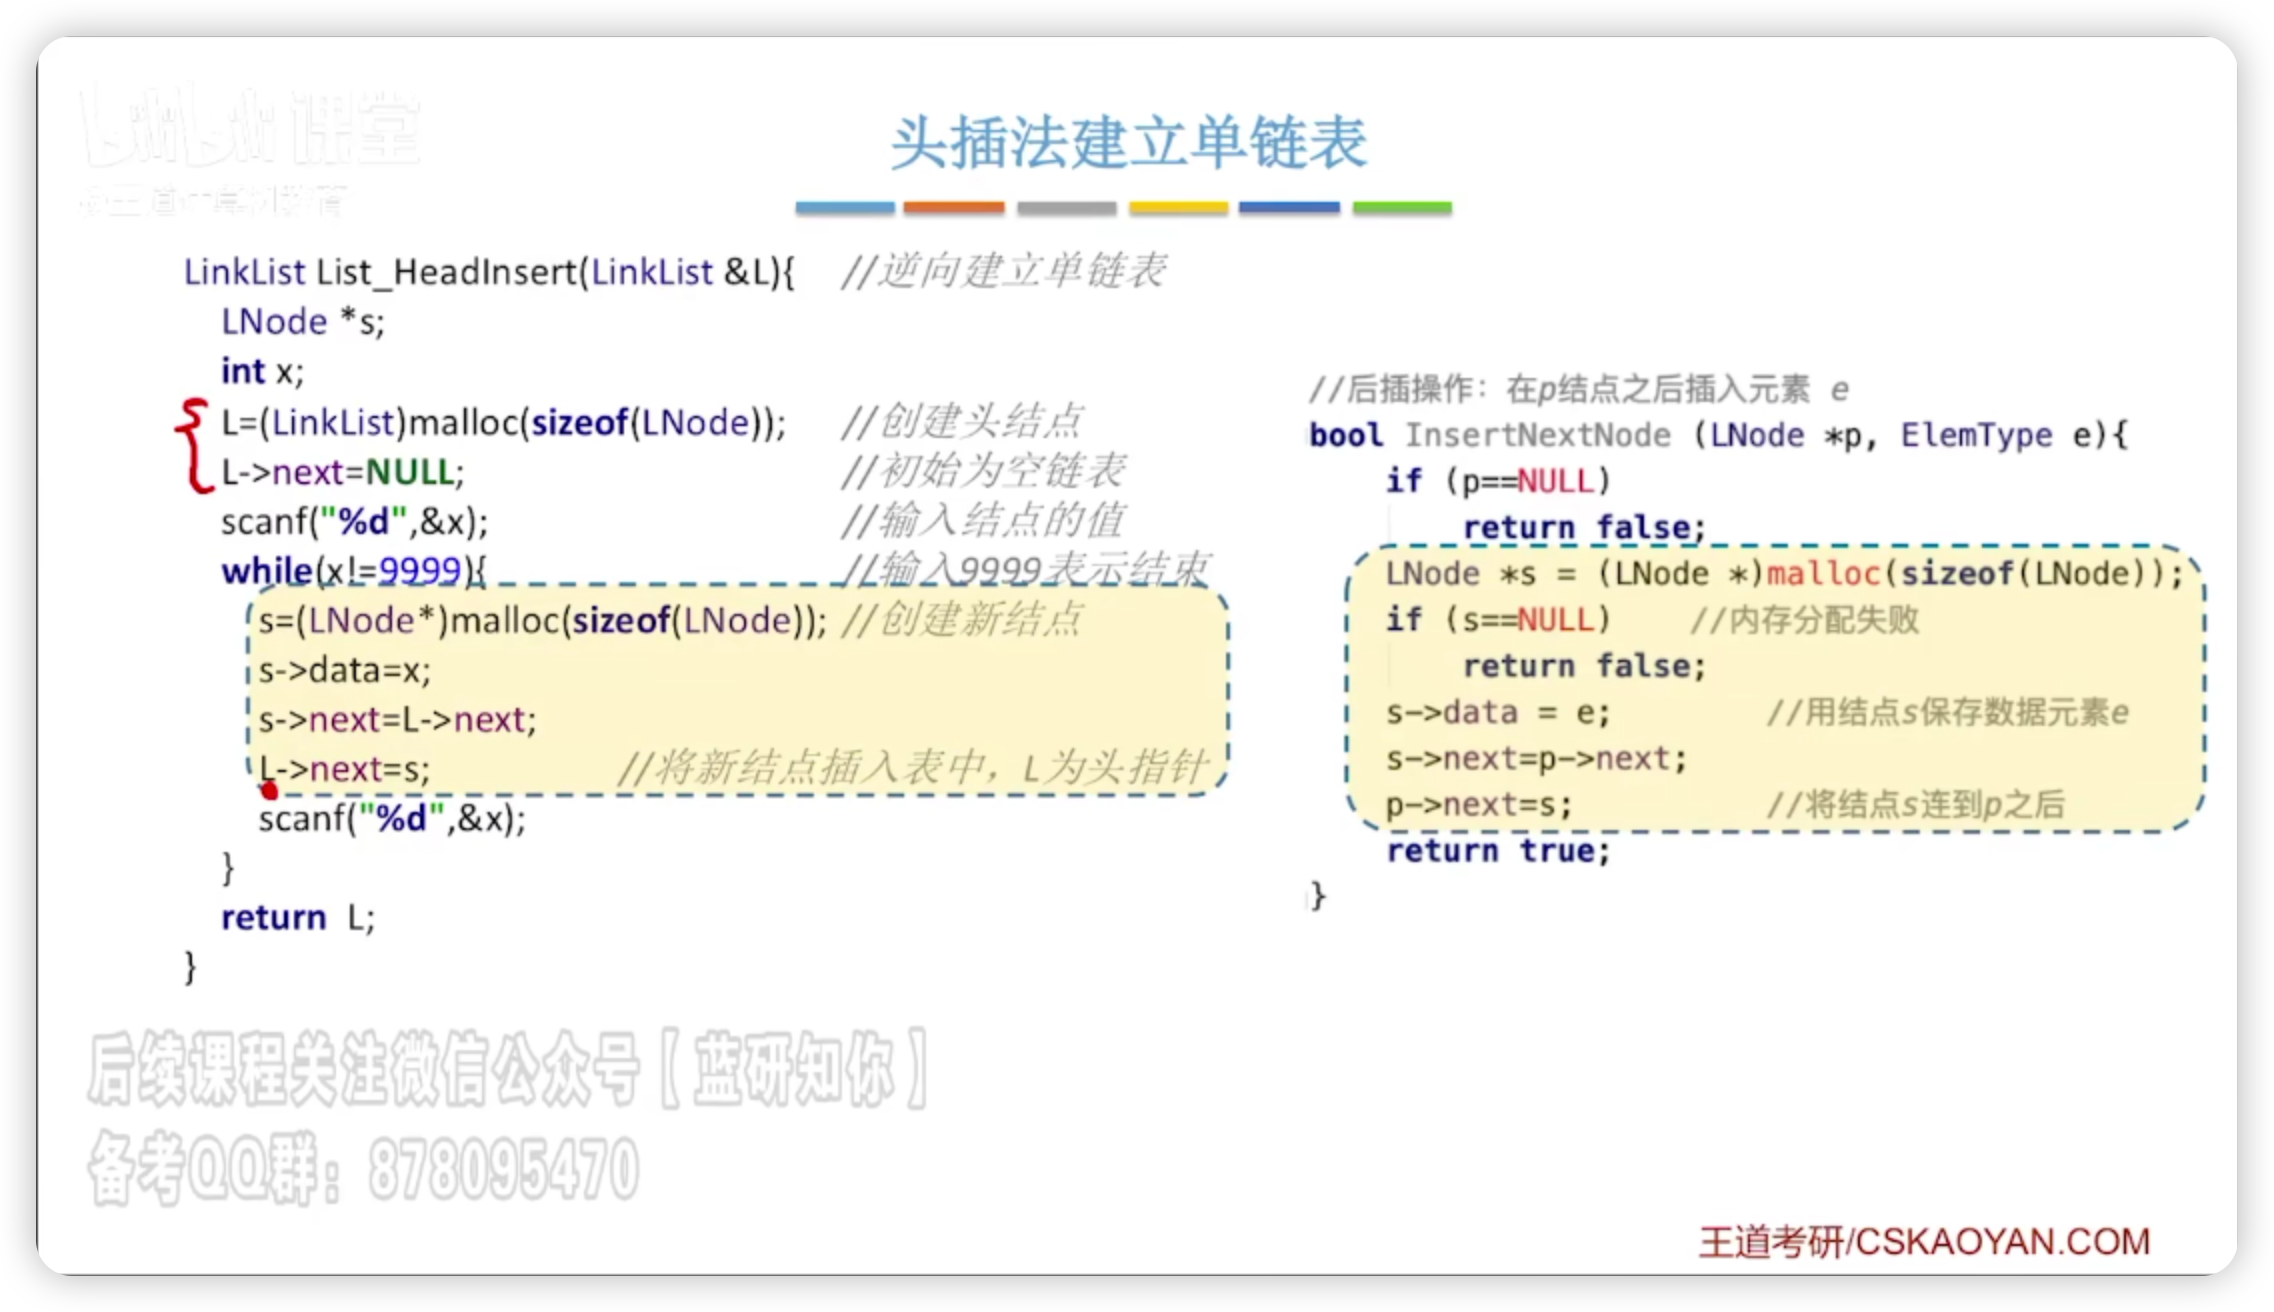 bilibili 课堂
@王道计算机教育
头插法建立单链表
LinkList List_HeadInsert(LinkList &L){ //逆向建立单链表
LNode *s;
int x;
L=(LinkList)malloc(sizeof(LNode)); //创建头结点
L->next=NULL; //初始为空链表
scanf("%d",&x); //输入结点的值
while(x!=9999){ //输入9999表示结束
s=(LNode*)malloc(sizeof(LNode)); //创建新结点
s->data=x;
s->next=L->next;
L->next=s; //将新结点插入表中，L为头指针
scanf("%d",&x);
}
return L;
}
//后插操作：在p结点之后插入元素 e
bool InsertNextNode (LNode *p, ElemType e){
if (p==NULL)
return false;
LNode *s = (LNode *)malloc(sizeof(LNode));
if (s==NULL) //内存分配失败
return false;
s->data = e; //用结点s保存数据元素e
s->next=p->next;
p->next=s; //将结点s连到p之后
return true;
}
后续课程关注微信公众号【蓝研知你】
备考QQ群：878095470
王道考研/CSKAOYAN.COM